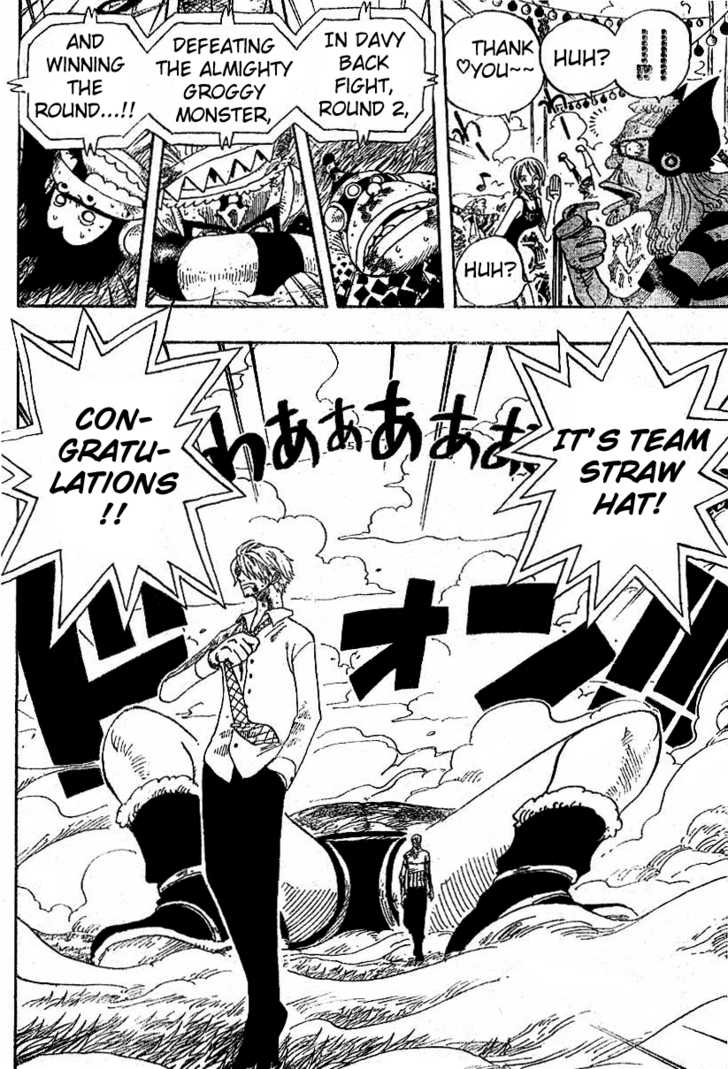 !!
HUH?
THANK
♡YOU~~
HUH?
IN DAVY
BACK
FIGHT,
ROUND 2,
DEFEATING
THE ALMIGHTY
GROGGY
MONSTER,
AND
WINNING
THE
ROUND...!!
IT'S TEAM
STRAW
HAT!
わあぁあああ
CON-
GRATU-
LATIONS
!!
ドオン!!